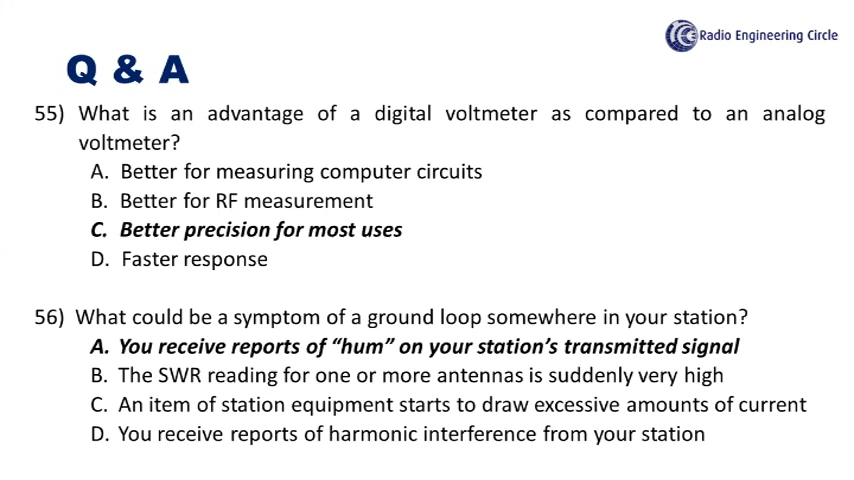 Radio Engineering Circle
Q & A
55) What is an advantage of a digital voltmeter as compared to an analog
voltmeter?
A. Better for measuring computer circuits
B. Better for RF measurement
C. Better precision for most uses
D. Faster response
56) What could be a symptom of a ground loop somewhere in your station?
A. You receive reports of “hum” on your station’s transmitted signal
B. The SWR reading for one or more antennas is suddenly very high
C. An item of station equipment starts to draw excessive amounts of current
D. You receive reports of harmonic interference from your station